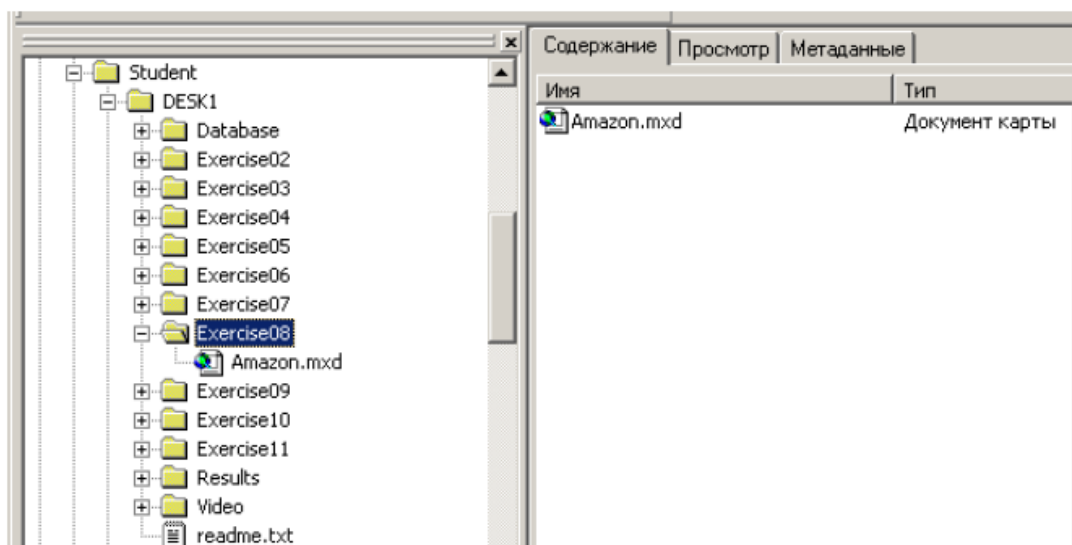 Student
DESK1
Database
Exercise02
Exercise03
Exercise04
Exercise05
Exercise06
Exercise07
Exercise08
Amazon.mxd
Exercise09
Exercise10
Exercise11
Results
Video
readme.txt
Содержание Просмотр Метаданные
Имя Тип
Amazon.mxd Документ карты